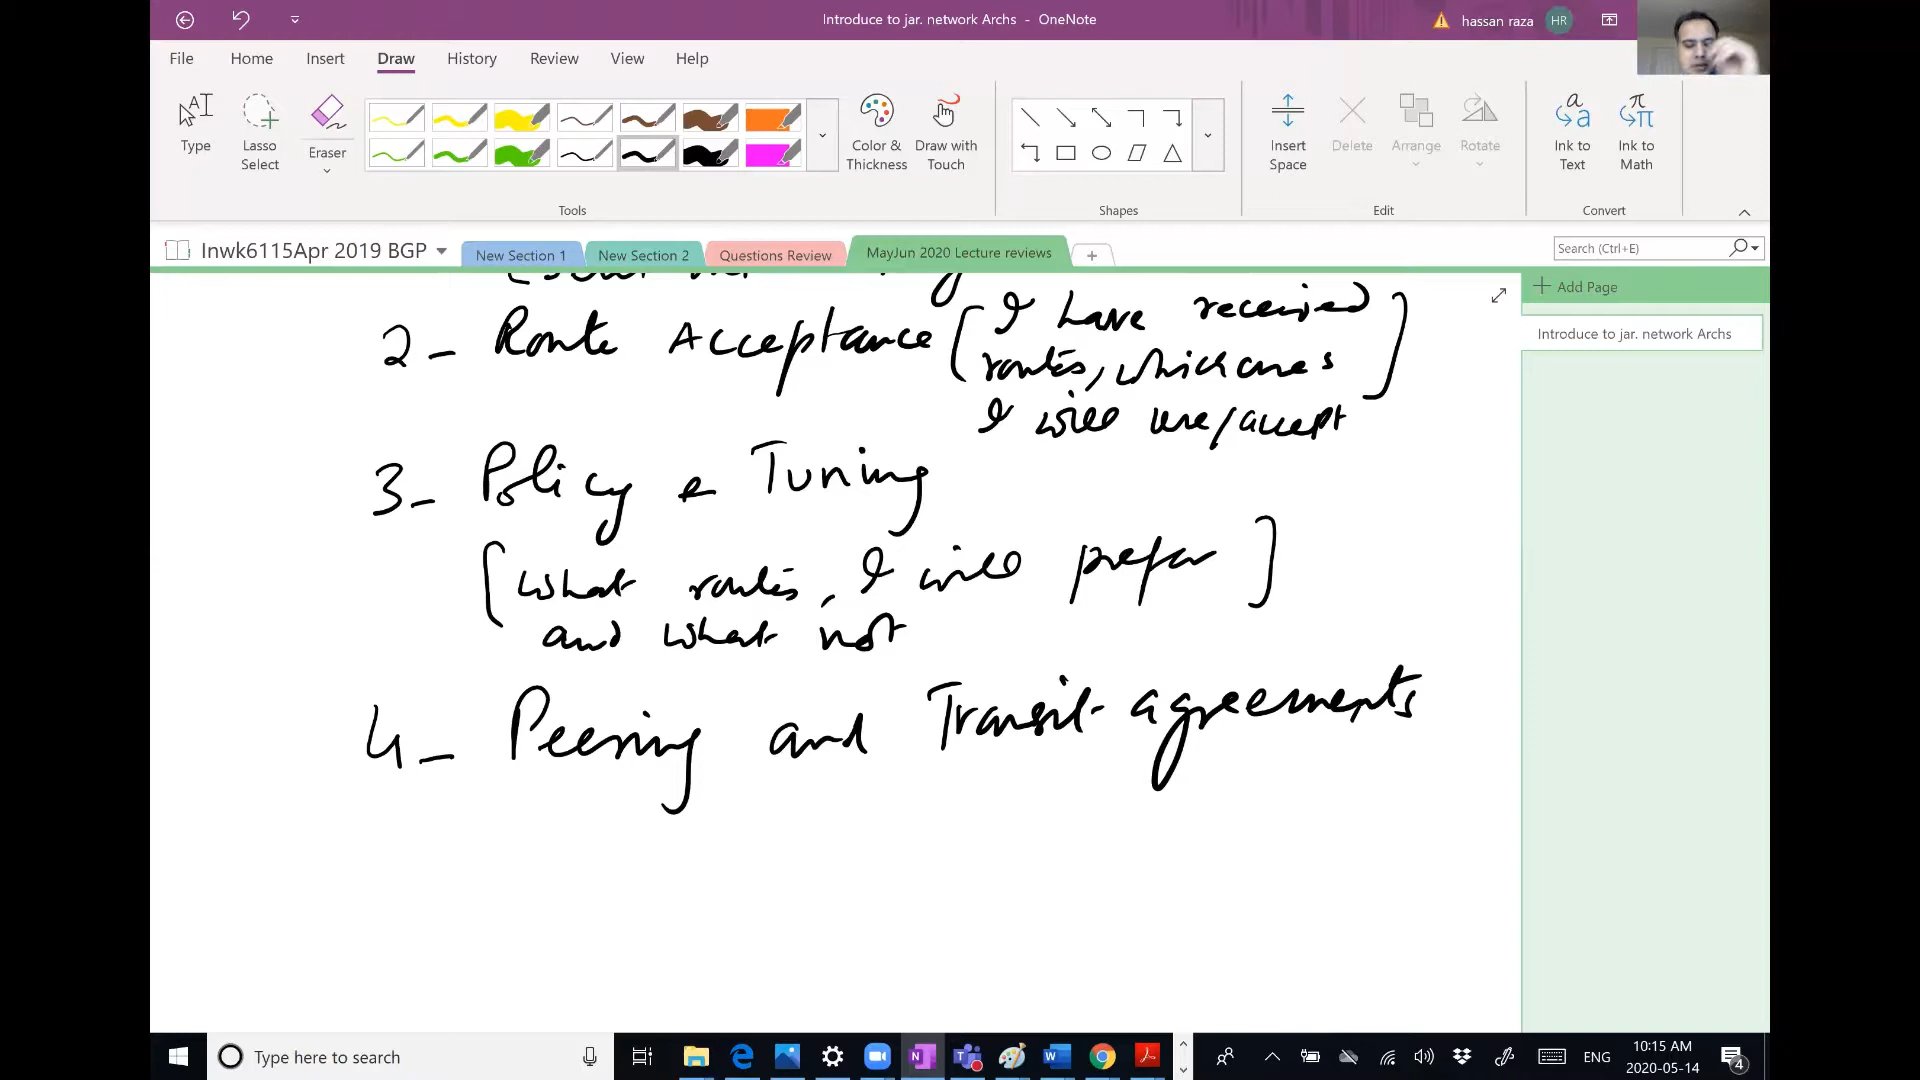 Introduce to jar. network Archs - OneNote
hassan raza HR
File Home Insert Draw History Review View Help
Type
Lasso Select
Eraser
Color & Thickness
Draw with Touch
Insert Space
Delete
Arrange
Rotate
Ink to Text
Ink to Math
Tools Shapes Edit Convert
Inwk6115Apr 2019 BGP
New Section 1
New Section 2
Questions Review
MayJun 2020 Lecture reviews
Search (Ctrl+E)
Add Page
Introduce to jar. network Archs
2- Route Acceptance [I have received
routes, which ones]
I will use/accept
3- Policy & Tuning
[What routes, I will prefer]
and what not
4- Peering and Transit agreements
Type here to search
ENG
10:15 AM
2020-05-14
4